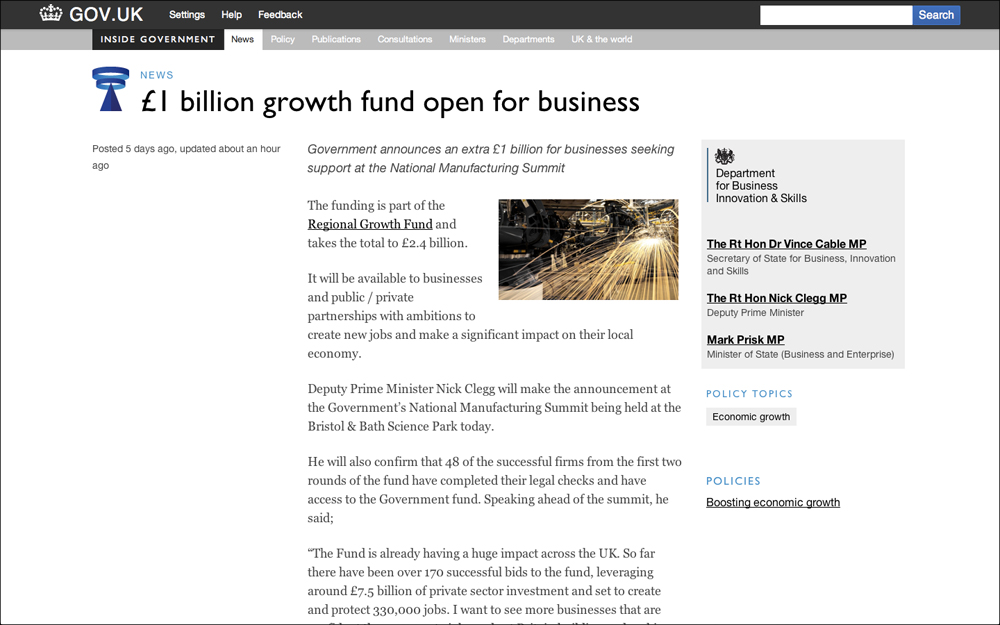 GOV.UK Settings Help Feedback Search
INSIDE GOVERNMENT News Policy Publications Consultations Ministers Departments UK & the world
NEWS
£1 billion growth fund open for business
Posted 5 days ago, updated about an hour
ago
Government announces an extra £1 billion for businesses seeking
support at the National Manufacturing Summit
The funding is part of the
Regional Growth Fund and
takes the total to £2.4 billion.
It will be available to businesses
and public / private
partnerships with ambitions to
create new jobs and make a significant impact on their local
economy.
Deputy Prime Minister Nick Clegg will make the announcement at
the Government’s National Manufacturing Summit being held at the
Bristol & Bath Science Park today.
He will also confirm that 48 of the successful firms from the first two
rounds of the fund have completed their legal checks and have
access to the Government fund. Speaking ahead of the summit, he
said;
“The Fund is already having a huge impact across the UK. So far
there have been over 170 successful bids to the fund, leveraging
around £7.5 billion of private sector investment and set to create
and protect 330,000 jobs. I want to see more businesses that are
Department
for Business
Innovation & Skills
The Rt Hon Dr Vince Cable MP
Secretary of State for Business, Innovation
and Skills
The Rt Hon Nick Clegg MP
Deputy Prime Minister
Mark Prisk MP
Minister of State (Business and Enterprise)
POLICY TOPICS
Economic growth
POLICIES
Boosting economic growth